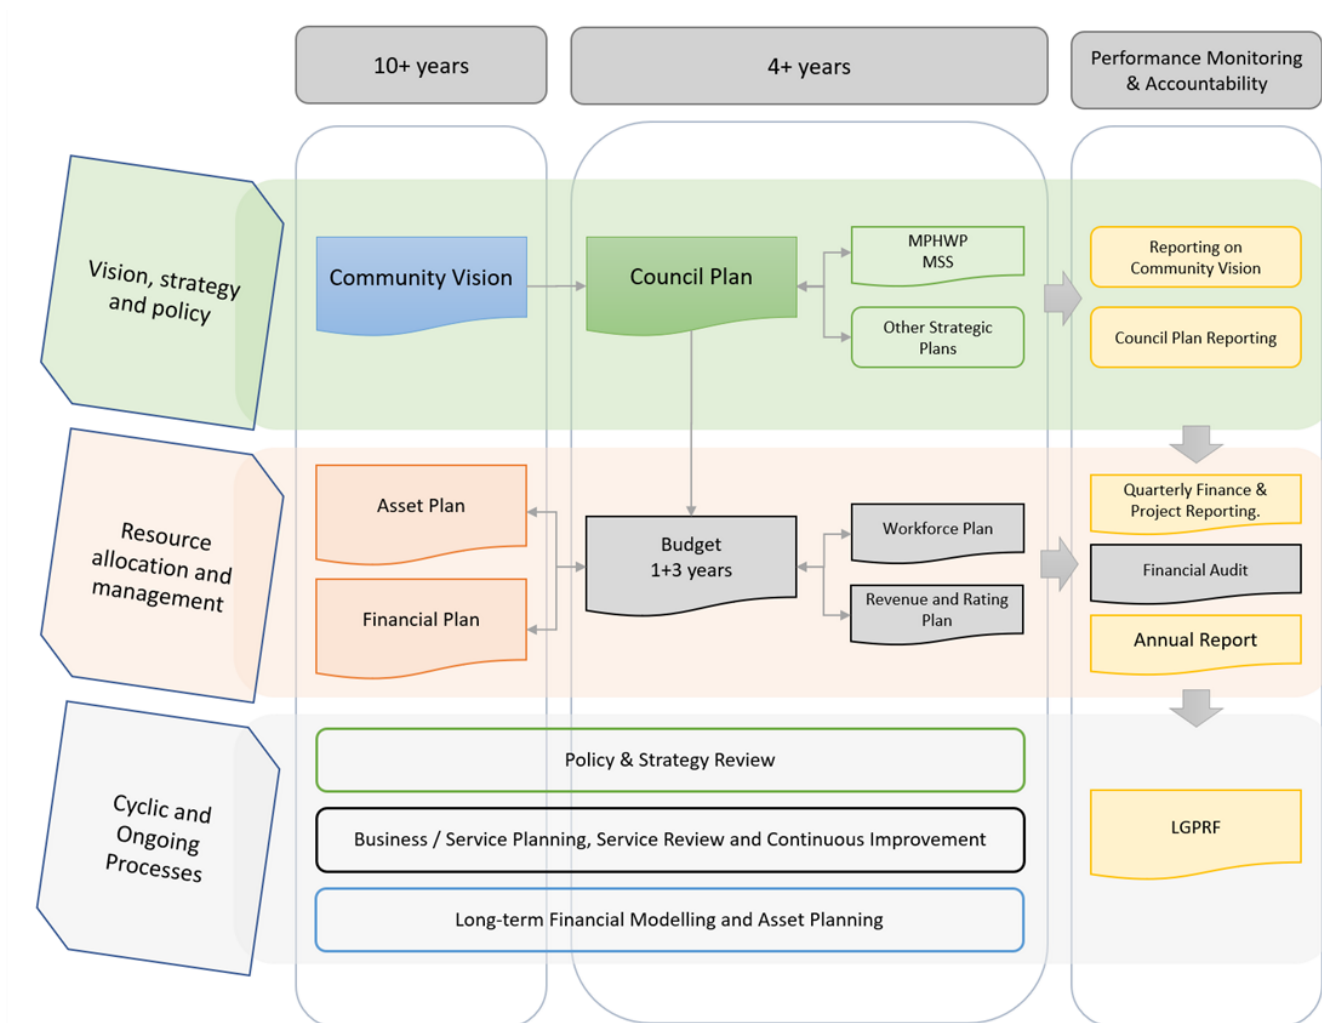 10+ years
4+ years
Performance Monitoring
& Accountability
Vision, strategy
and policy
Community Vision
Council Plan
MPHWP
MSS
Other Strategic
Plans
Reporting on
Community Vision
Council Plan Reporting
Resource
allocation and
management
Asset Plan
Financial Plan
Budget
1+3 years
Workforce Plan
Revenue and Rating
Plan
Quarterly Finance &
Project Reporting.
Financial Audit
Annual Report
Cyclic and
Ongoing
Processes
Policy & Strategy Review
Business / Service Planning, Service Review and Continuous Improvement
Long-term Financial Modelling and Asset Planning
LGPRF